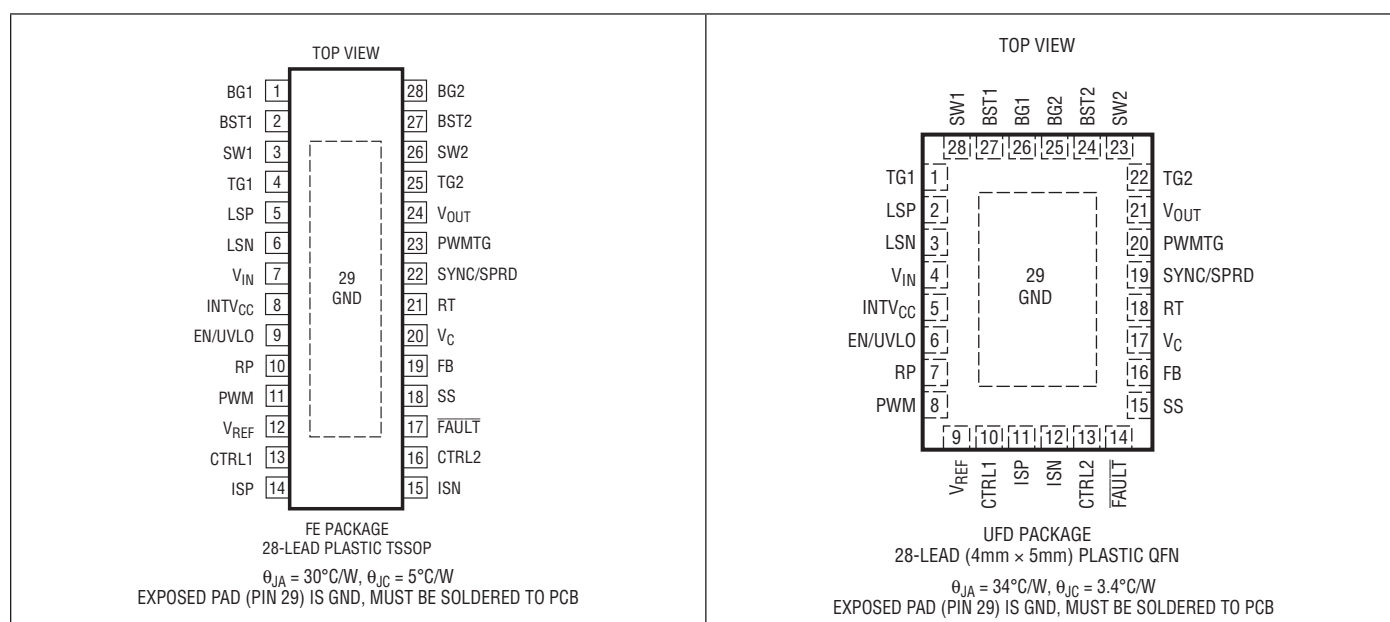 TOP VIEW
BG1 1
BST1 2
SW1 3
TG1 4
LSP 5
LSN 6
VIN 7
INTVCC 8
EN/UVLO 9
RP 10
PWM 11
VREF 12
CTRL1 13
ISP 14
28 BG2
27 BST2
26 SW2
25 TG2
24 VOUT
23 PWMTG
22 SYNC/SPRD
21 RT
20 VC
19 FB
18 SS
17 FAULT
16 CTRL2
15 ISN
29
GND
FE PACKAGE
28-LEAD PLASTIC TSSOP
θJA = 30°C/W, θJC = 5°C/W
EXPOSED PAD (PIN 29) IS GND, MUST BE SOLDERED TO PCB
TOP VIEW
SW1 BST1 BG1 BG2 BST2 SW2
28 27 26 25 24 23
TG1 1
LSP 2
LSN 3
VIN 4
INTVCC 5
EN/UVLO 6
RP 7
PWM 8
22 TG2
21 VOUT
20 PWMTG
19 SYNC/SPRD
18 RT
17 VC
16 FB
15 SS
29
GND
9 10 11 12 13 14
VREF CTRL1 ISP ISN CTRL2 FAULT
UFD PACKAGE
28-LEAD (4mm × 5mm) PLASTIC QFN
θJA = 34°C/W, θJC = 3.4°C/W
EXPOSED PAD (PIN 29) IS GND, MUST BE SOLDERED TO PCB